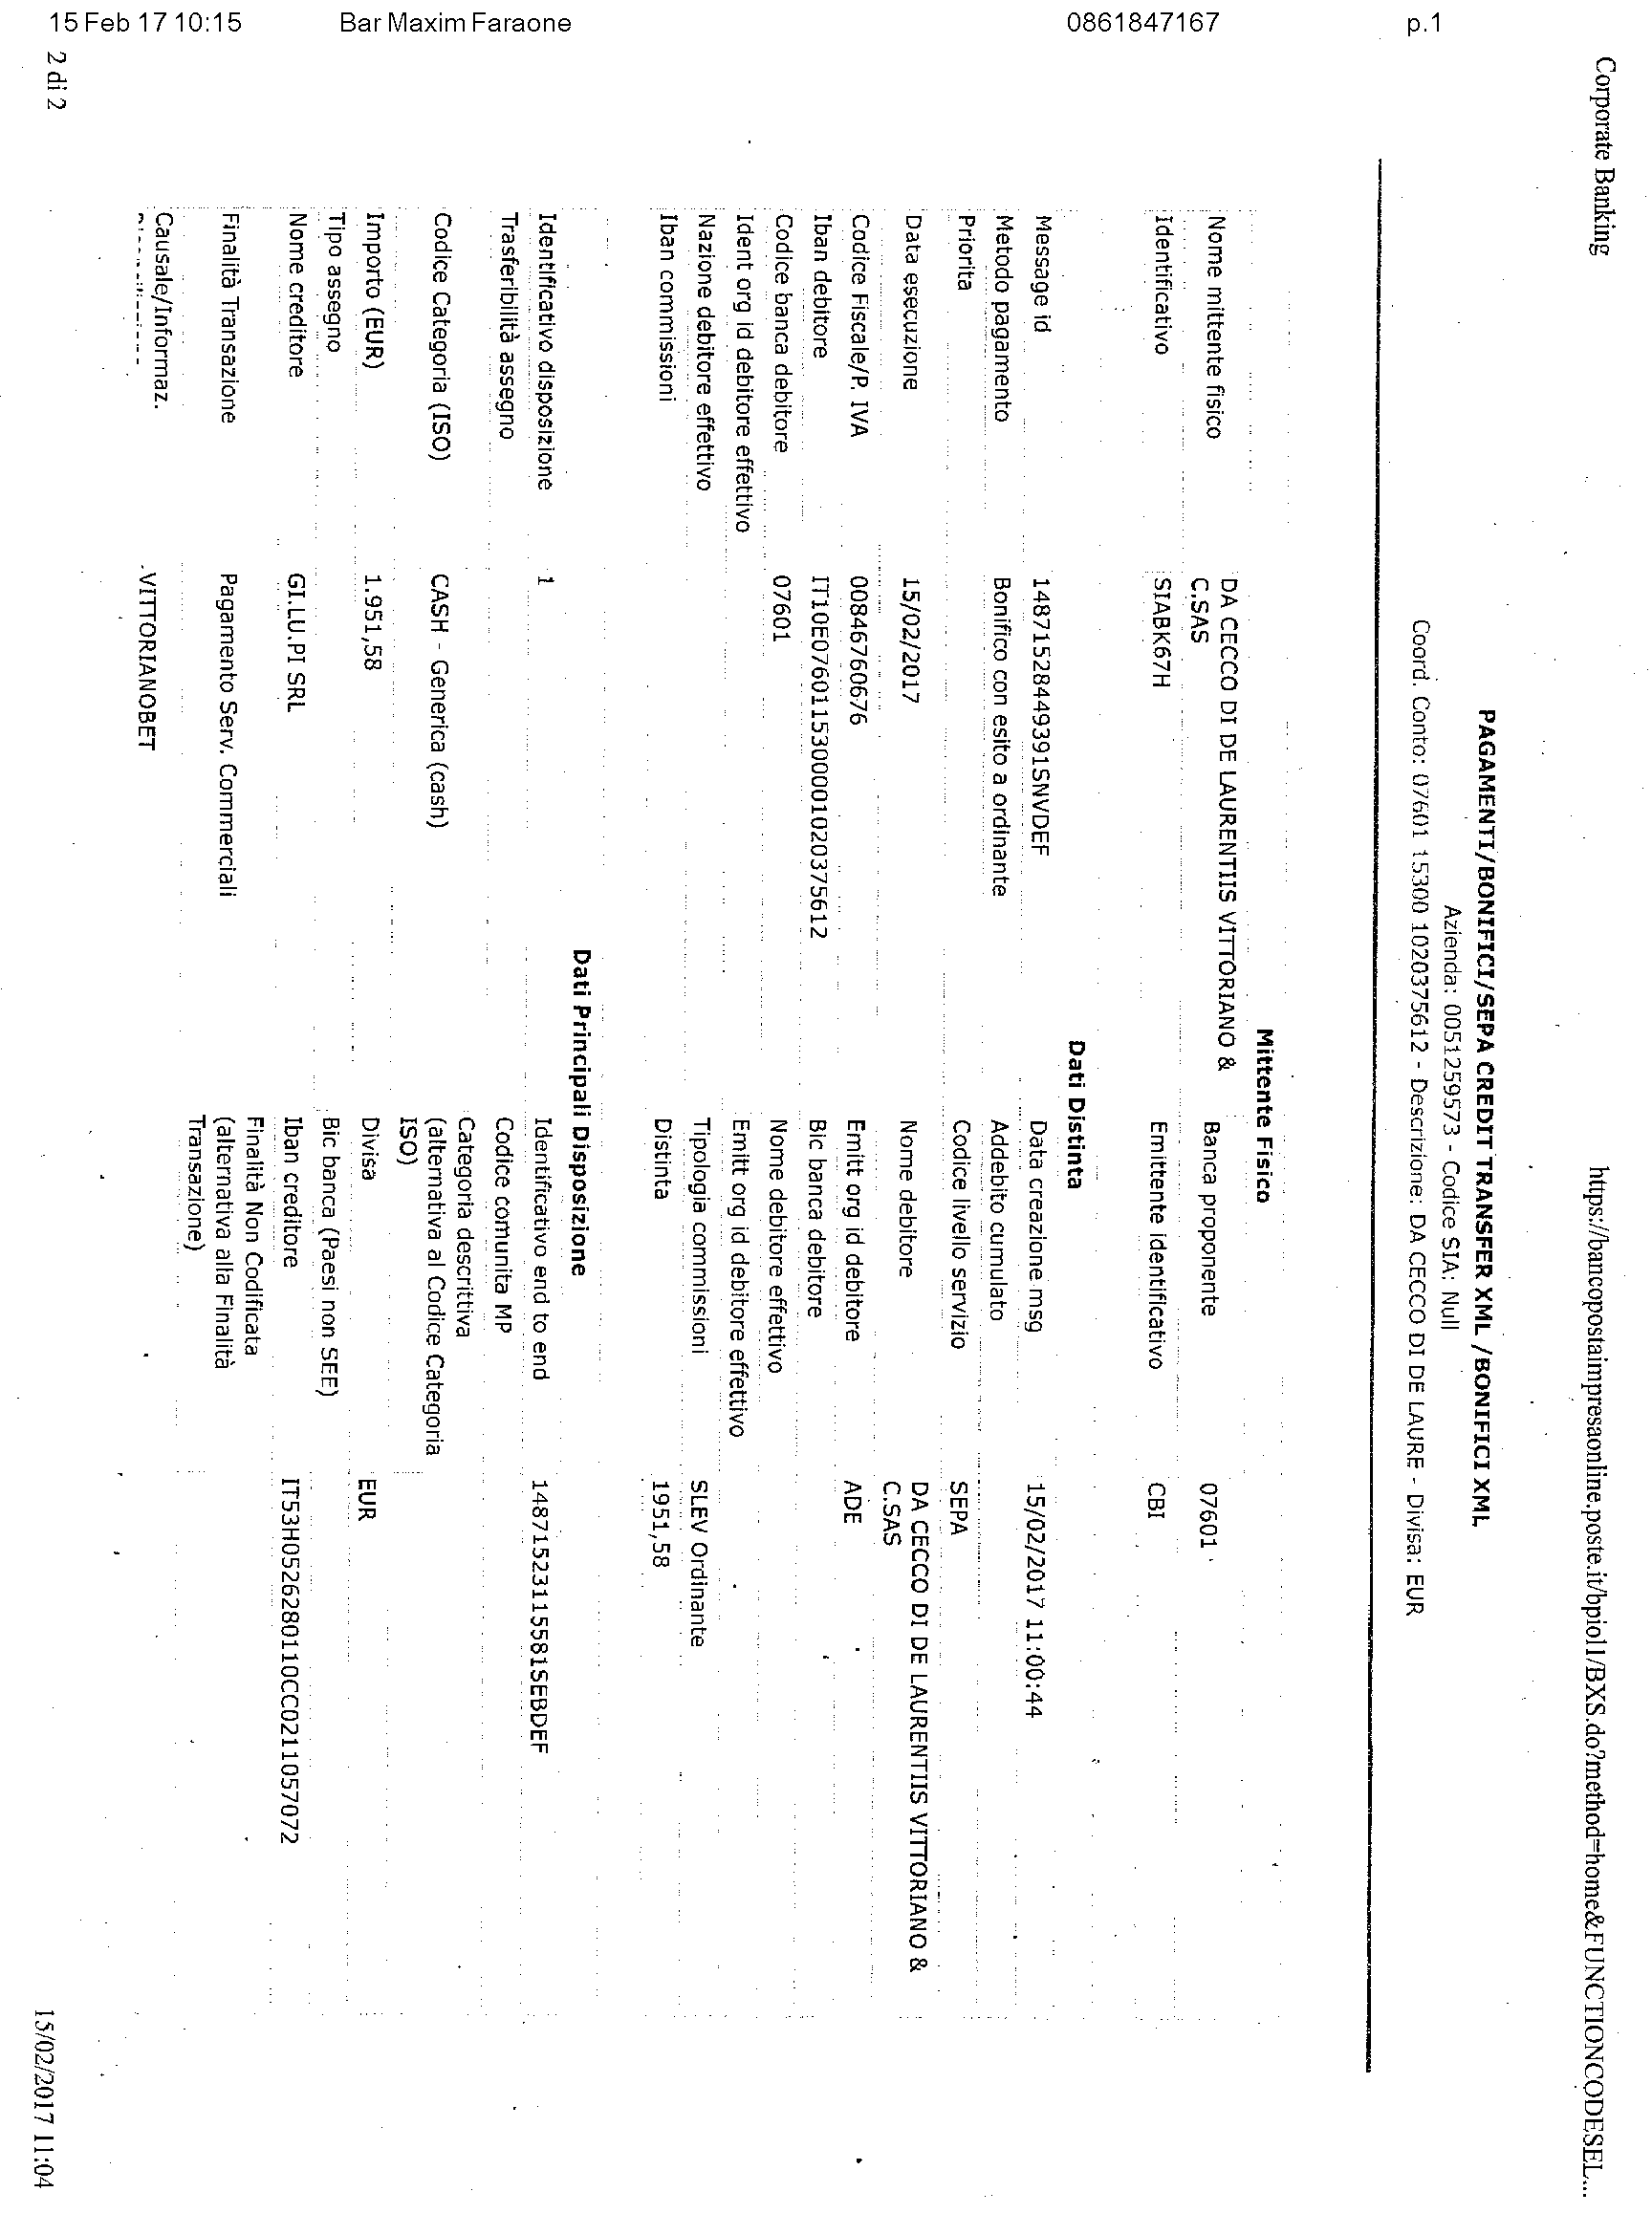 15 Feb 17 10:15 Bar Maxim Faraone 0861847167 p.1
Corporate Banking https://bancopostaimpresaonline.poste.it/bpiol1/BXS.do?method=home&FUNCTIONCODESEL...
PAGAMENTI/BONIFICI/SEPA CREDIT TRANSFER XML /BONIFICI XML
Azienda: 0051259573 - Codice SIA: Null
Coord. Conto: 07601 15300 1020375612 - Descrizione: DA CECCO DI DE LAURE - Divisa: EUR
Mittente Fisico
Nome mittente fisico DA CECCO DI DE LAURENTIIS VITTORIANO & C.SAS Banca proponente 07601
Identificativo SIABK67H Emittente identificativo CBI
Dati Distinta
Message id 14871528449391SNVDEF Data creazione msg 15/02/2017 11:00:44
Metodo pagamento Bonifico con esito a ordinante Addebito cumulato
Priorita Codice livello servizio SEPA
Data esecuzione 15/02/2017 Nome debitore DA CECCO DI DE LAURENTIIS VITTORIANO & C.SAS
Codice Fiscale/P. IVA 00846760676 Emitt org id debitore ADE
Iban debitore IT10E0760115300001020375612 Bic banca debitore
Codice banca debitore 07601 Nome debitore effettivo
Ident org id debitore effettivo Emitt org id debitore effettivo
Nazione debitore effettivo Tipologia commissioni SLEV Ordinante
Iban commissioni Distinta 1951,58
Dati Principali Disposizione
Identificativo disposizione 1 Identificativo end to end 14871523115581SEBDEF
Trasferibilità assegno Codice comunita MP
Codice Categoria (ISO) CASH - Generica (cash) Categoria descrittiva
(alternativa al Codice Categoria
ISO)
Importo (EUR) 1.951,58 Divisa EUR
Tipo assegno Bic banca (Paesi non SEE)
Nome creditore GI.LU.PI SRL Iban creditore IT53H0526280110CC0211057072
Finalità Transazione Pagamento Serv. Commerciali Finalità Non Codificata
(alternativa alla Finalità
Transazione)
Causale/Informaz. VITTORIANOBET
2 di 2 15/02/2017 11:04